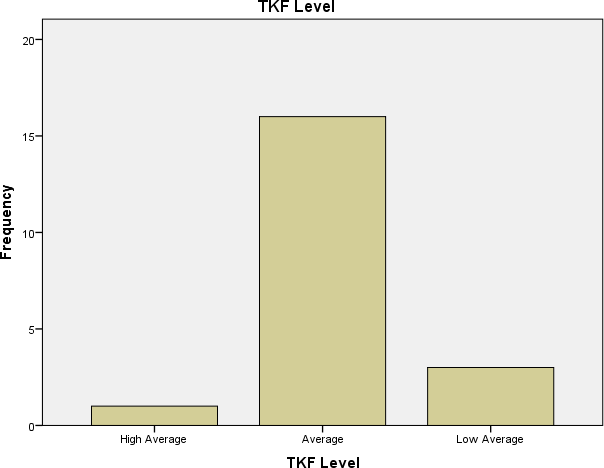 TKF Level
Frequency
20
15
10
5
0
High Average
Average
Low Average
TKF Level